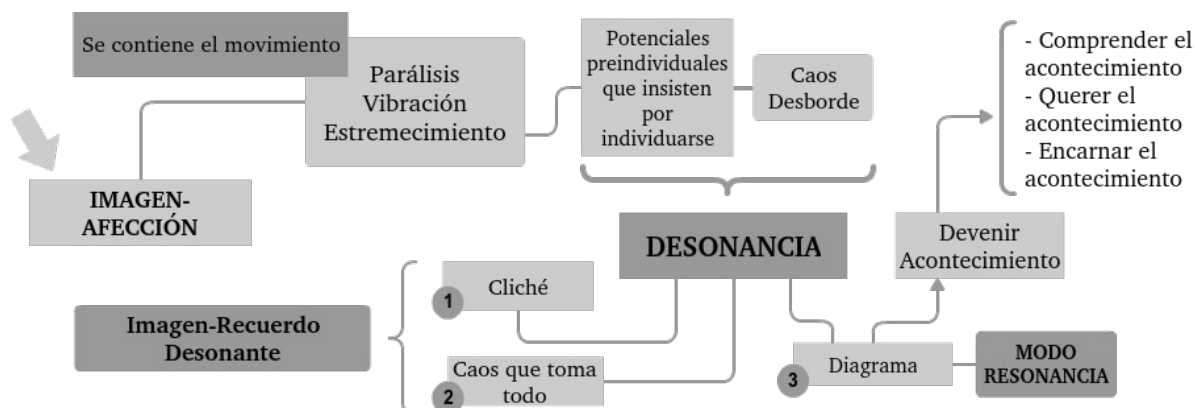 Se contiene el movimiento
Parálisis
Vibración
Estremecimiento
Potenciales
preindividuales
que insisten
por
individuarse
Caos
Desborde
- Comprender el
acontecimiento
- Querer el
acontecimiento
- Encarnar el
acontecimiento
IMAGEN-
AFECCIÓN
DESONANCIA
Devenir
Acontecimiento
Imagen-Recuerdo
Desonante
1
Cliché
2
Caos que toma
todo
3
Diagrama
MODO
RESONANCIA